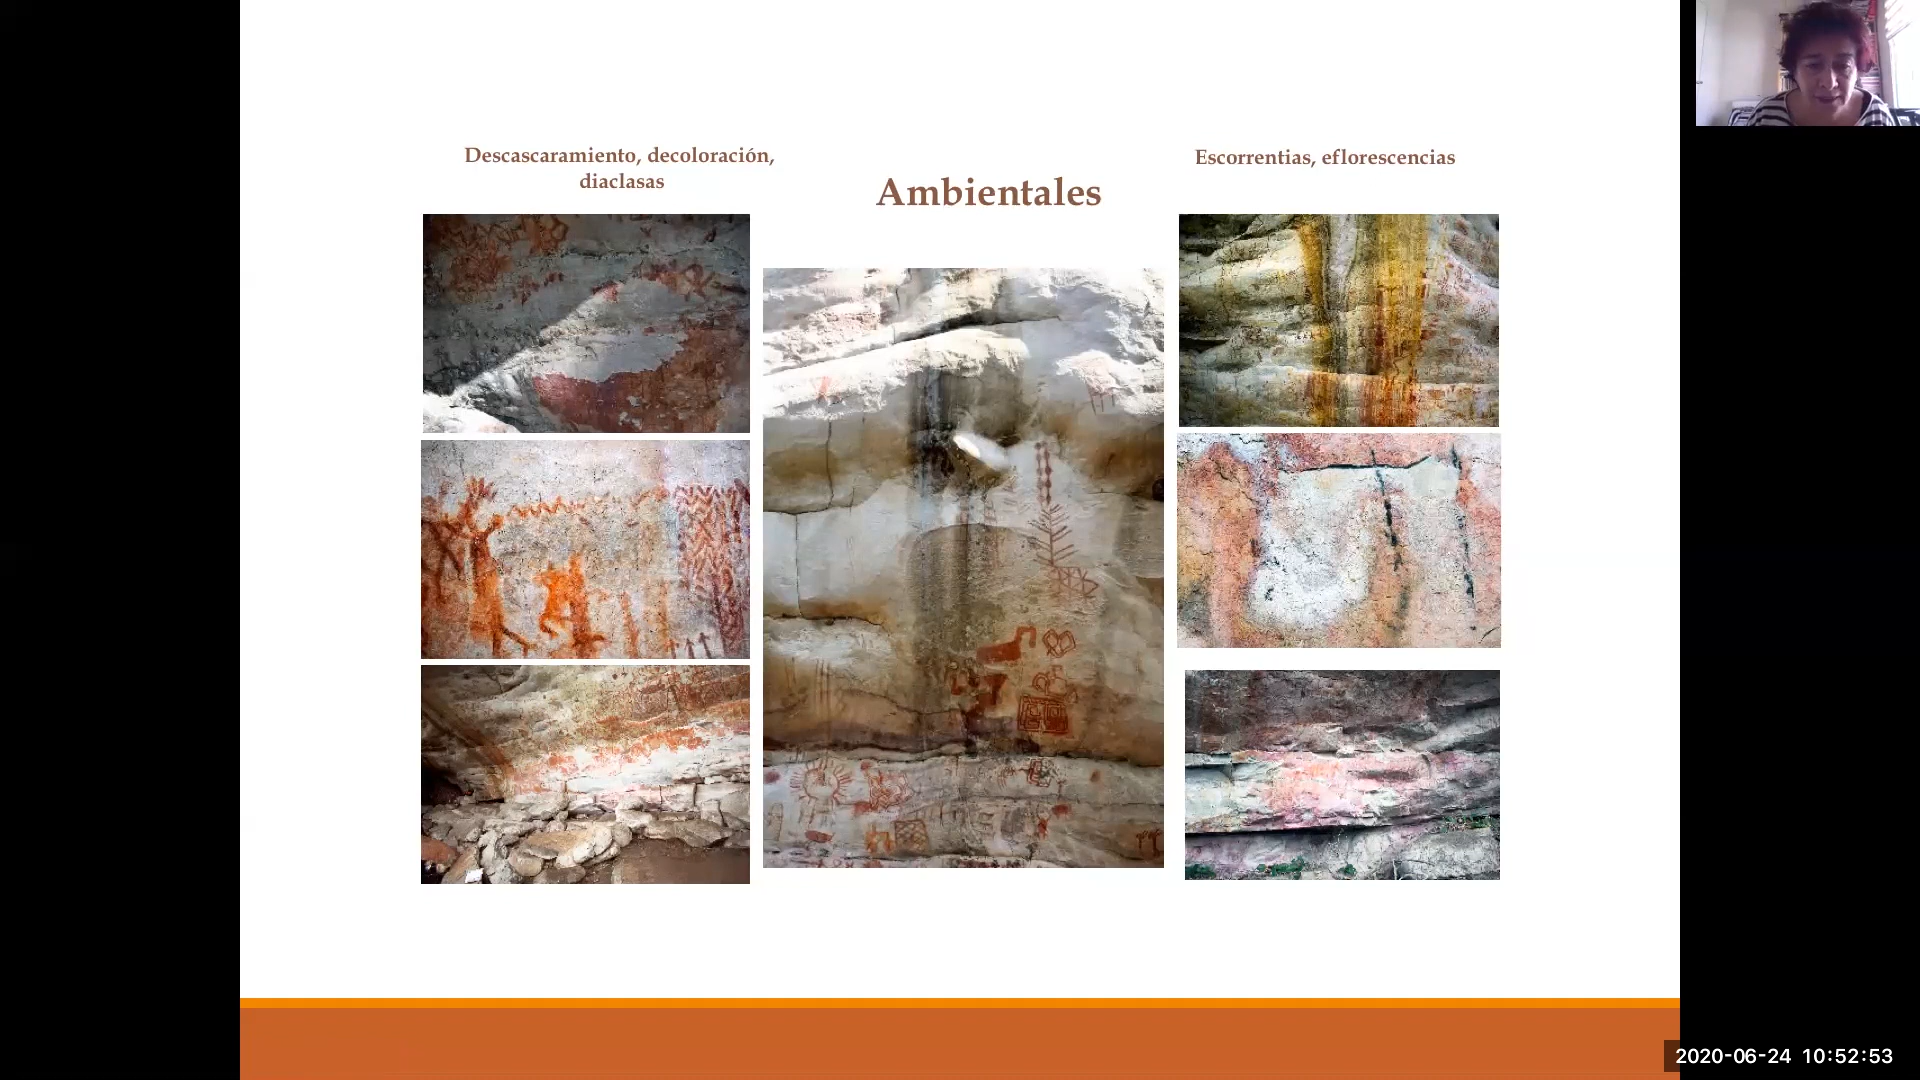 Descascaramiento, decoloración,
diaclasas
Ambientales
Escorrentias, eflorescencias
2020-06-24 10:52:53